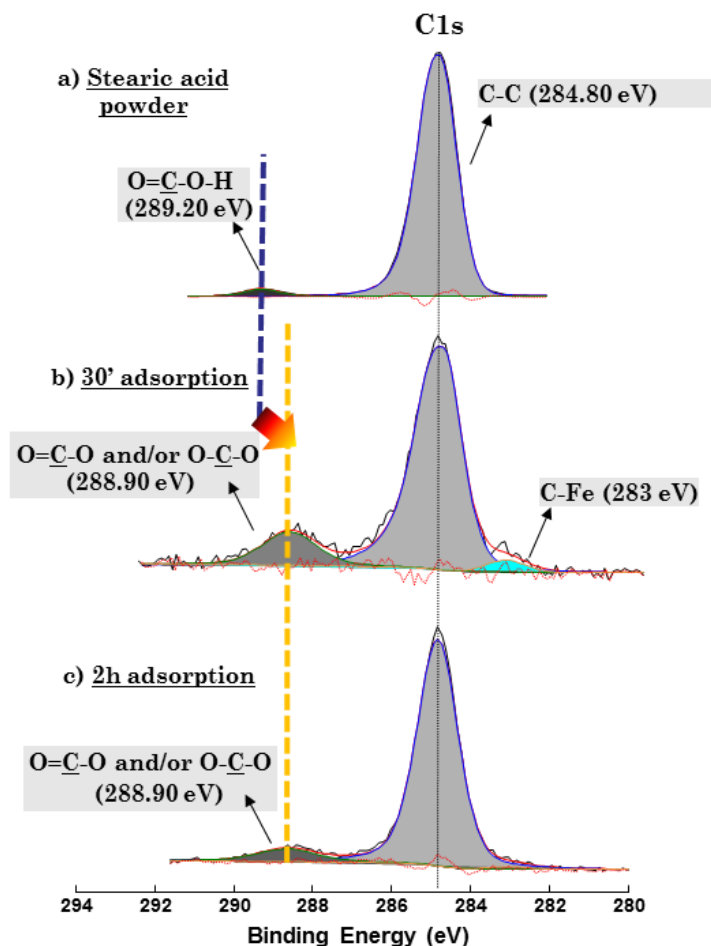 C1s
a) Stearic acid
powder
C-C (284.80 eV)
O=C-O-H
(289.20 eV)
b) 30' adsorption
O=C-O and/or O-C-O
(288.90 eV)
C-Fe (283 eV)
c) 2h adsorption
O=C-O and/or O-C-O
(288.90 eV)
294 292 290 288 286 284 282 280
Binding Energy (eV)